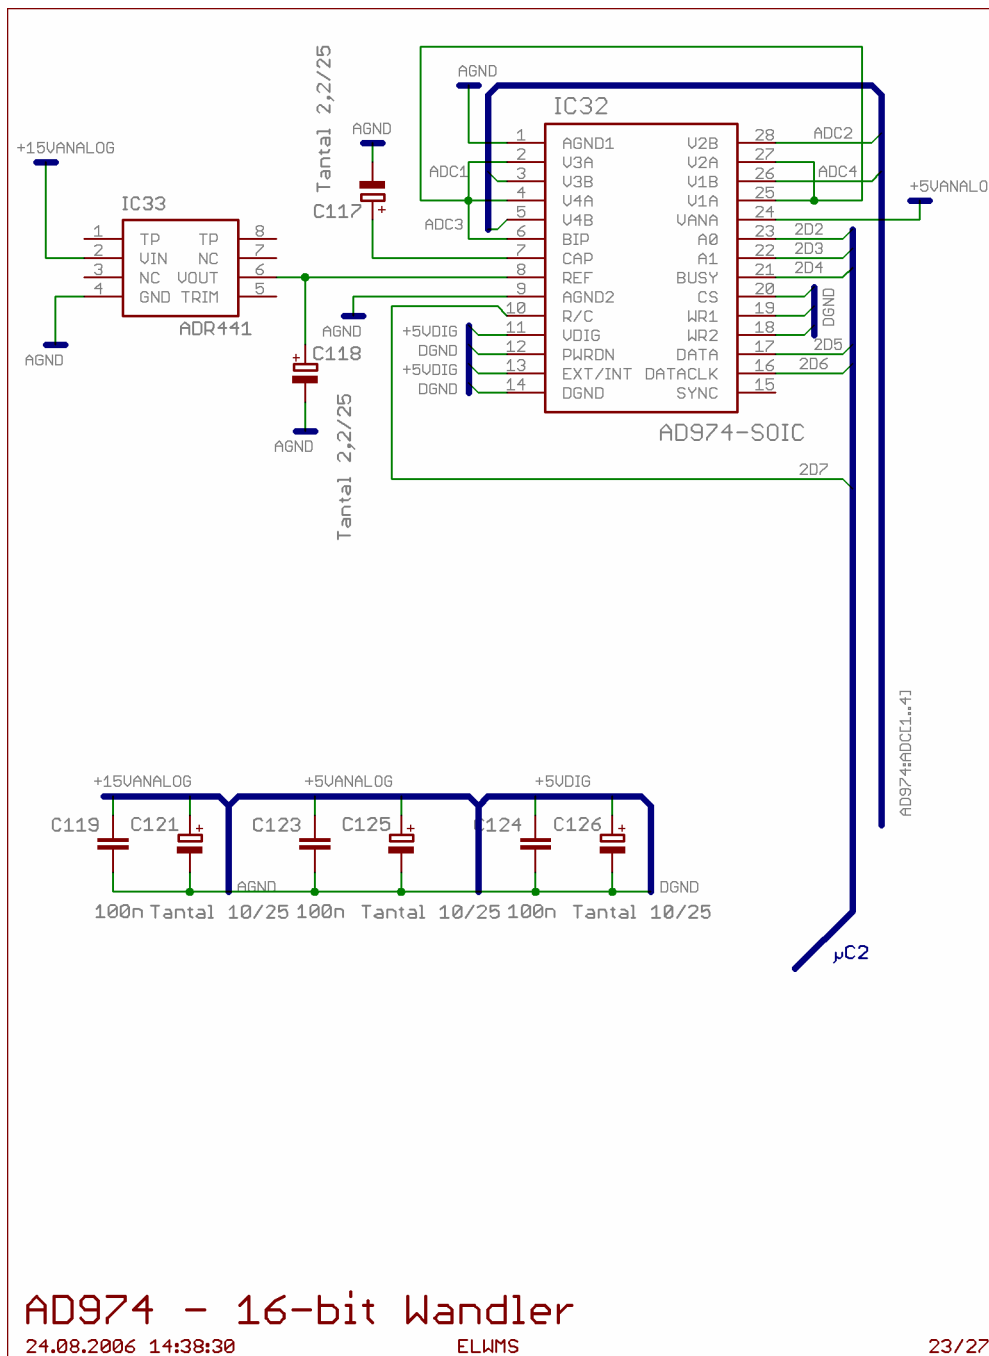 Tantal 2,2/25
AGND
IC32
+15VANALOG
AGND
C117
+
IC33
1 TP TP 8
2 VIN NC 7
3 NC VOUT 6
4 GND TRIM 5
ADR441
AGND
1 AGND1 V2B 28 ADC2
2 V3A V2A 27
ADC1 3 V3B V1B 26 ADC4
4 V4A V1A 25
+5VANALO
ADC3 5 V4B VANA 24
6 BIP A0 23 2D2
7 CAP A1 22 2D3
8 REF BUSY 21 2D4
9 AGND2 CS 20
AGND
10 R/C WR1 19
DGND
+5VDIG 11 VDIG WR2 18
DGND 12 PWRDN DATA 17 2D5
+5VDIG 13 EXT/INT DATACLK 16 2D6
DGND 14 DGND SYNC 15
AD974-SOIC
+
C118
Tantal 2,2/25
AGND
2D7
AD974:ADC[1..4]
+15VANALOG
+5VANALOG
+5VDIG
C119 C121 + C123 C125 + C124 C126 +
AGND
DGND
100n Tantal 10/25 100n Tantal 10/25 100n Tantal 10/25
µC2
AD974 - 16-bit Wandler
24.08.2006 14:38:30 ELWMS 23/27